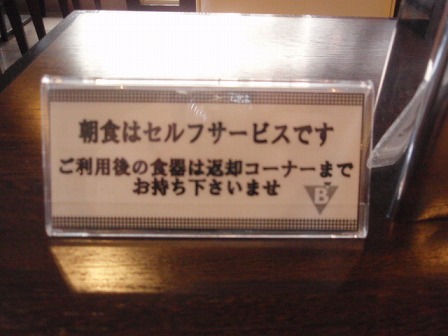 朝食はセルフサービスです
ご利用後の食器は返却コーナーまで
お持ち下さいませ
B